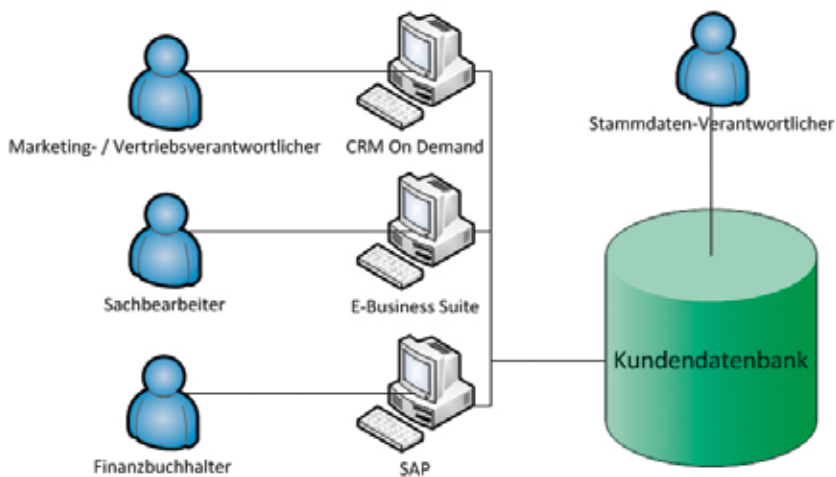 Marketing- / Vertriebsverantwortlicher
CRM On Demand
Stammdaten-Verantwortlicher
Sachbearbeiter
E-Business Suite
Kundendatenbank
Finanzbuchhalter
SAP